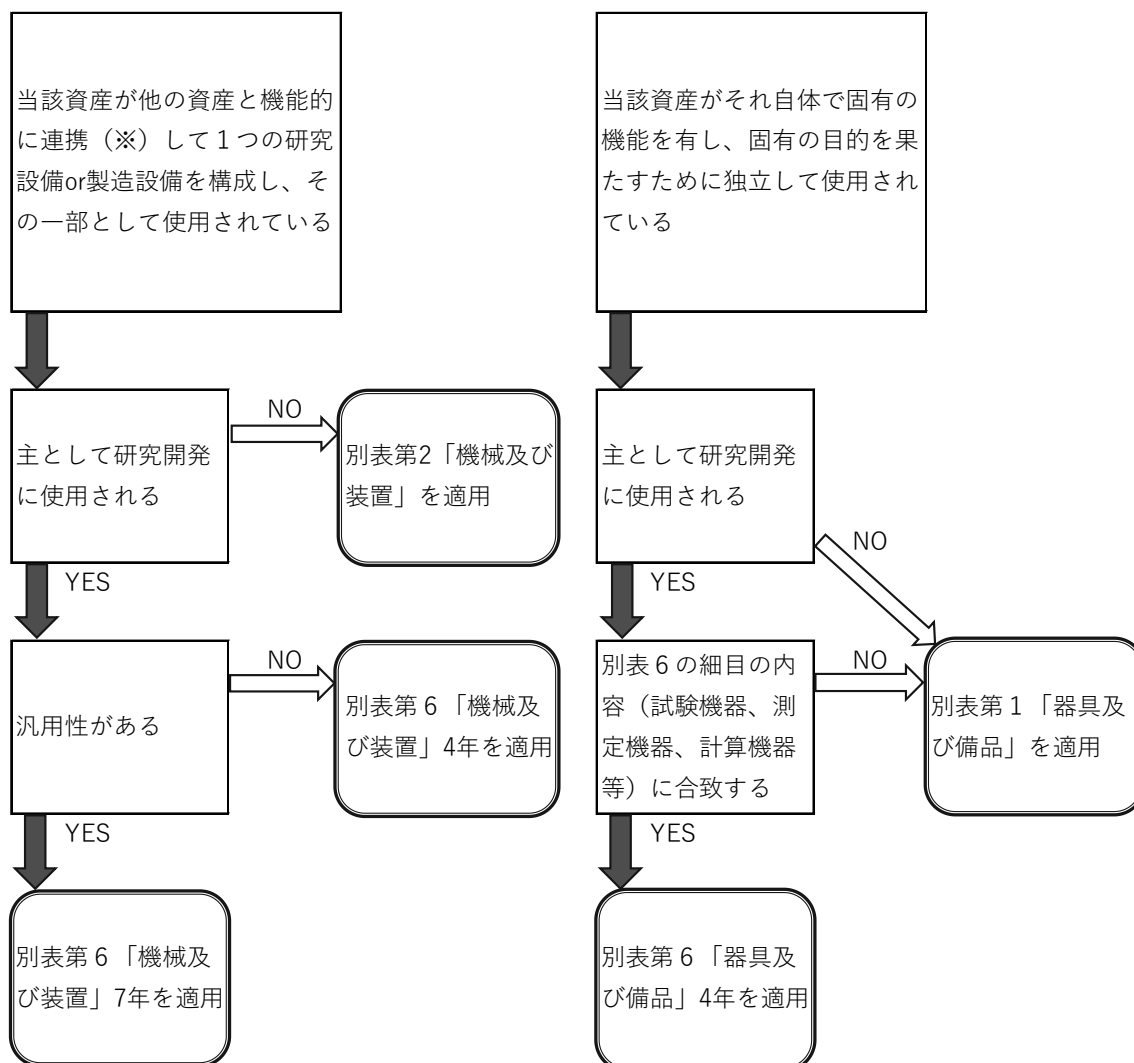 当該資産が他の資産と機能的
に連携（※）して１つの研究
設備or製造設備を構成し、そ
の一部として使用されている
当該資産がそれ自体で固有の
機能を有し、固有の目的を果
たすために独立して使用され
ている
主として研究開発
に使用される
NO
別表第2「機械及び
装置」を適用
主として研究開発
に使用される
NO
YES
YES
汎用性がある
NO
別表第６「機械及
び装置」4年を適用
別表６の細目の内
容（試験機器、測
定機器、計算機器
等）に合致する
NO
別表第１「器具及
び備品」を適用
YES
YES
別表第６「機械及
び装置」7年を適用
別表第６「器具及
び備品」4年を適用